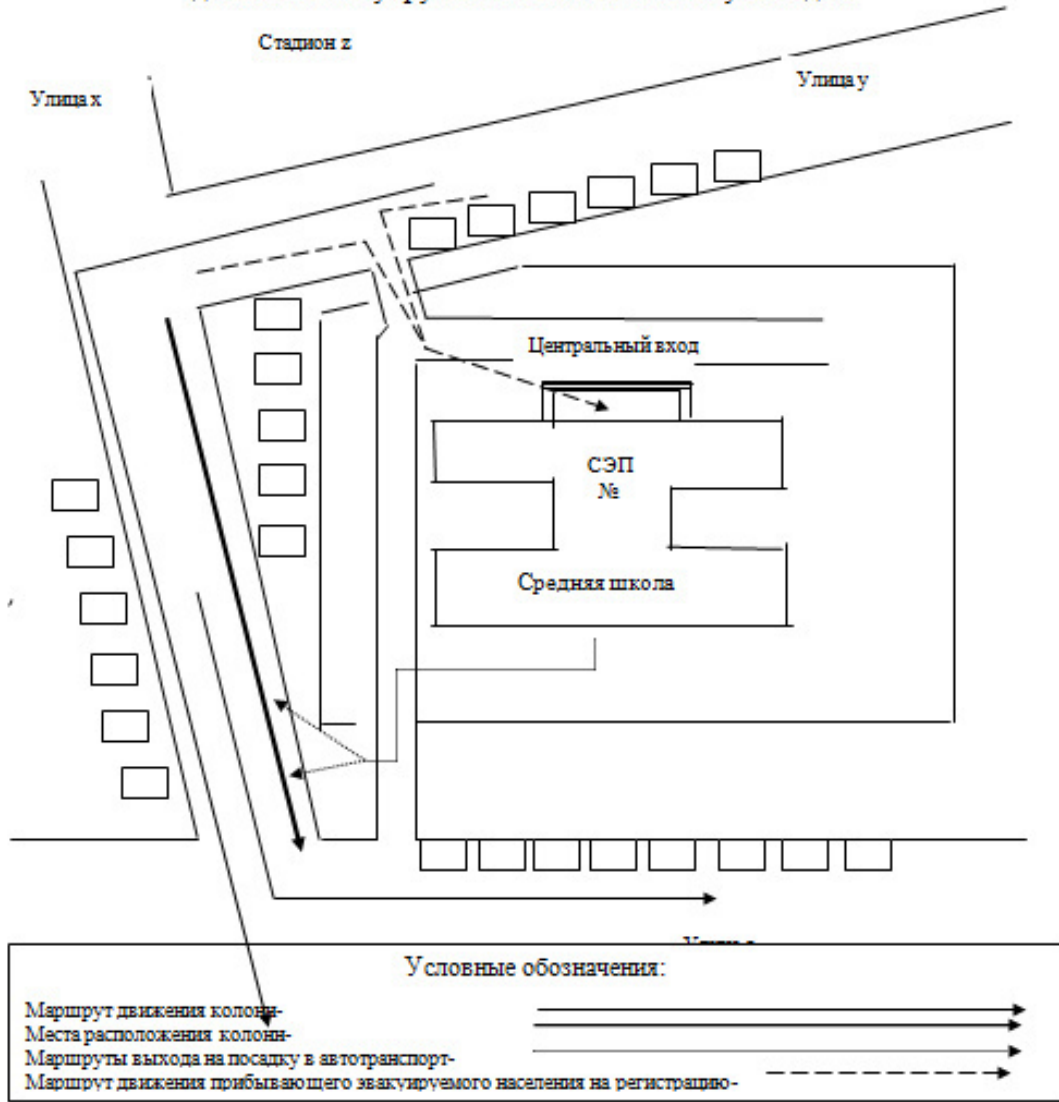 Стадион z
Улица х
Улица у
Центральный вход
СЭП
№
Средняя школа
Условные обозначения:
Маршрут движения колонн-
Места расположения колонн-
Маршруты выхода на посадку в автотранспорт-
Маршрут движения прибывающего эвакуируемого населения на регистрацию-